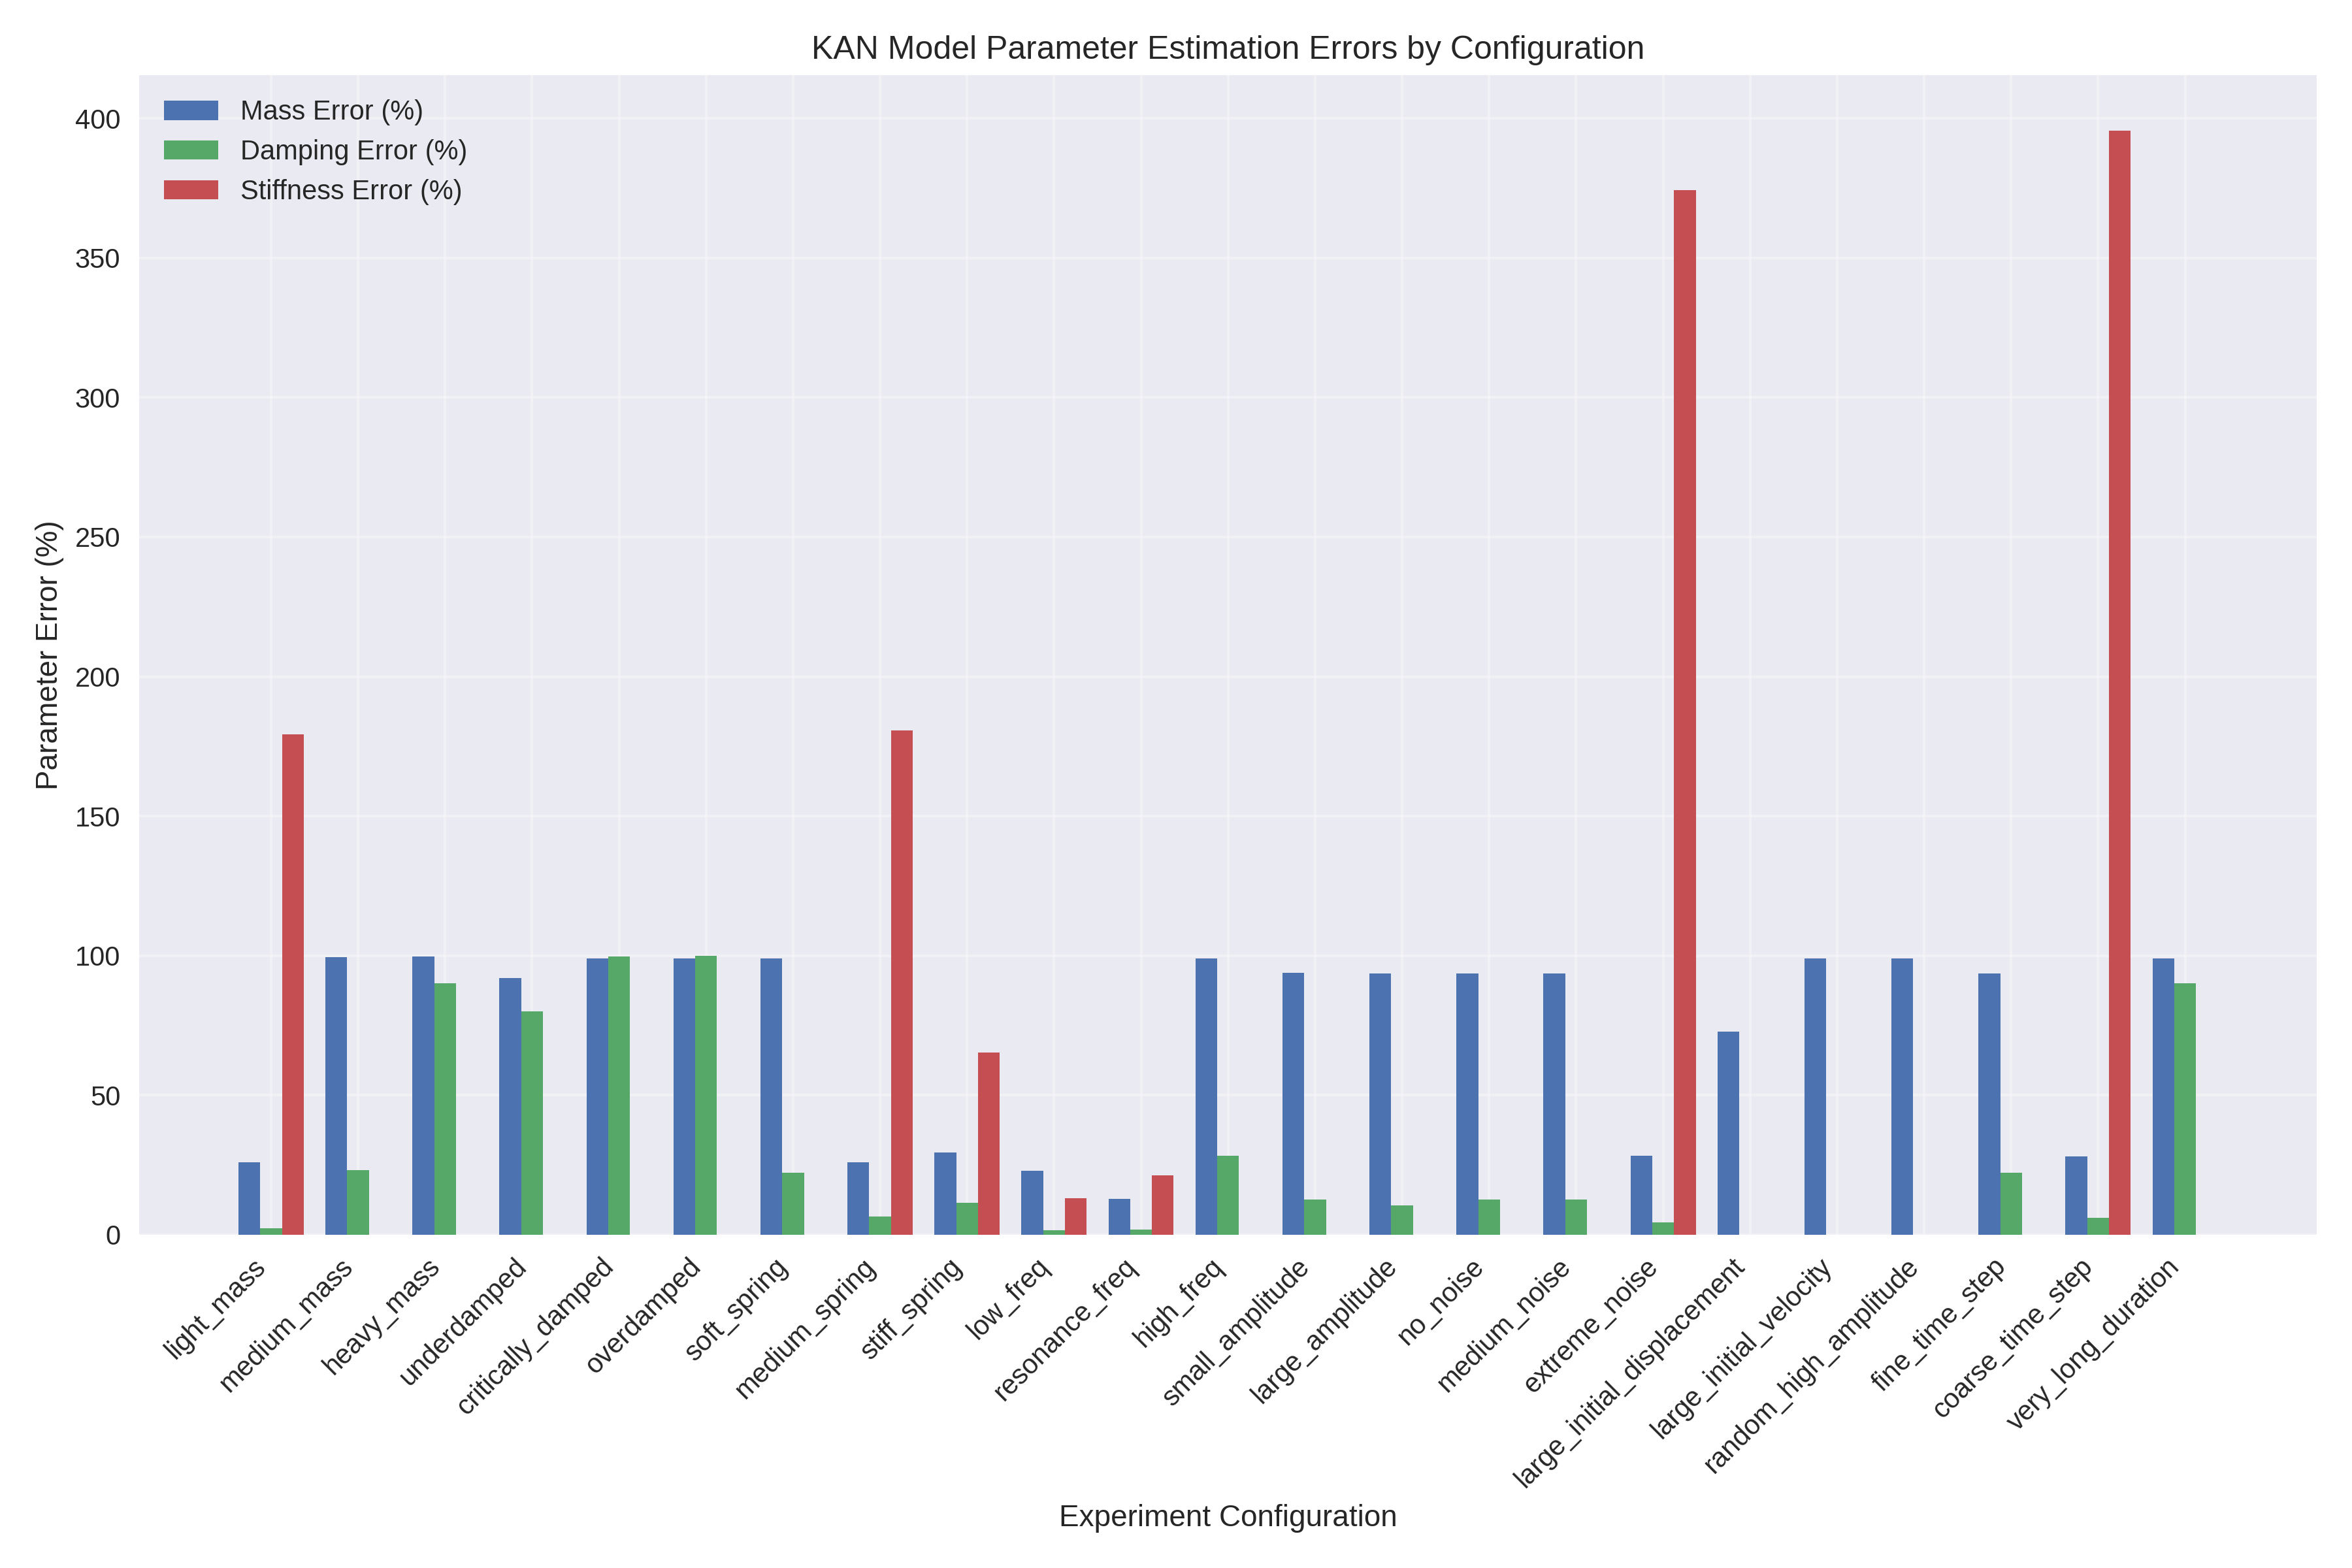 KAN Model Parameter Estimation Errors by Configuration
Mass Error (%)
Damping Error (%)
Stiffness Error (%)
400
350
300
250
200
150
100
50
0
Parameter Error (%)
light_mass
medium_mass
heavy_mass
underdamped
critically_damped
overdamped
soft_spring
medium_spring
stiff_spring
low_freq
resonance_freq
high_freq
small_amplitude
large_amplitude
no_noise
medium_noise
extreme_noise
large_initial_displacement
large_initial_velocity
random_high_amplitude
fine_time_step
coarse_time_step
very_long_duration
Experiment Configuration